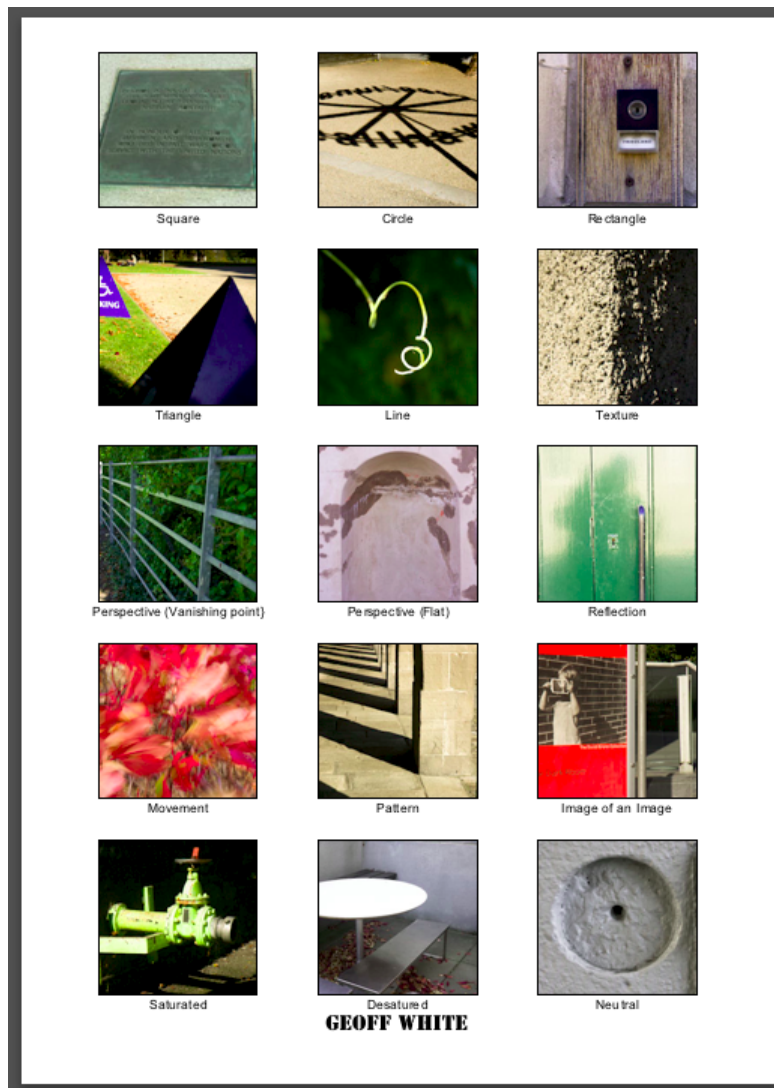 Square
Circle
Rectangle
KING
Triangle
Line
Texture
Perspective (Vanishing point)
Perspective (Flat)
Reflection
Movement
Pattern
Image of an Image
Saturated
Desatured
Neutral
GEOFF WHITE